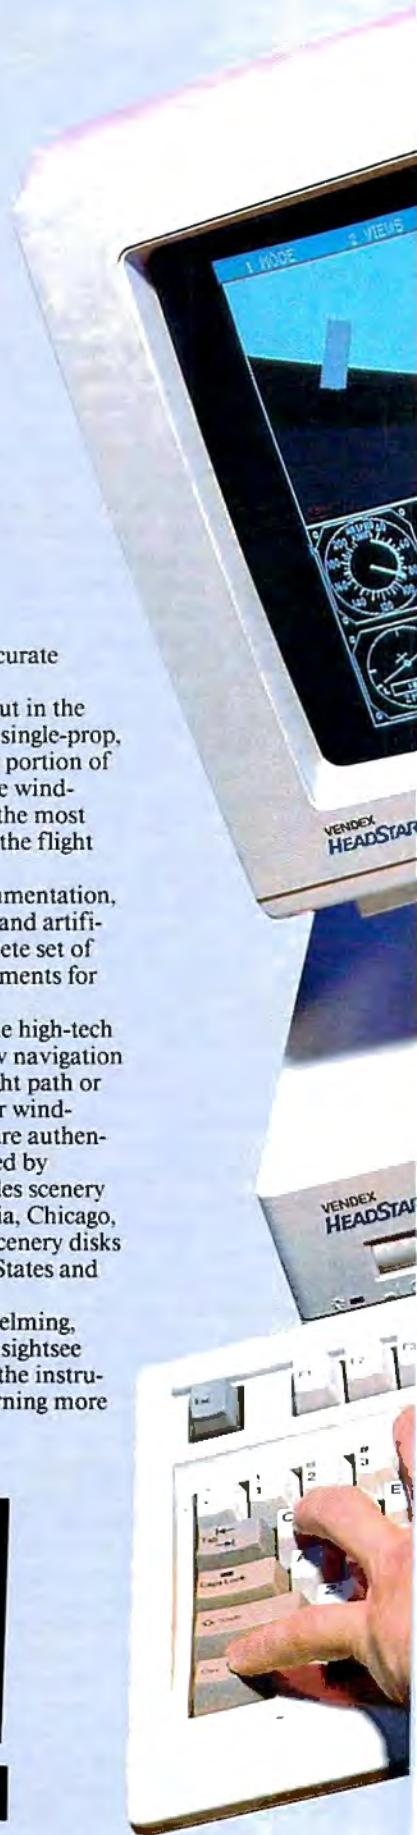 1 MODE 2 VIEWS
curate
ut in the
single-prop,
portion of
e wind-
the most
the flight
umentation,
and artifi-
ete set of
ments for
e high-tech
w navigation
ht path or
r wind-
are authen-
ed by
les scenery
ia, Chicago,
cenery disks
States and
elming,
sightsee
the instru-
rning more
VENDEX
HEADSTAR
VENDEX
HEADSTAR
Esc F1 F2 F3
1 2 3
Tab E
Caps Lock A
Z